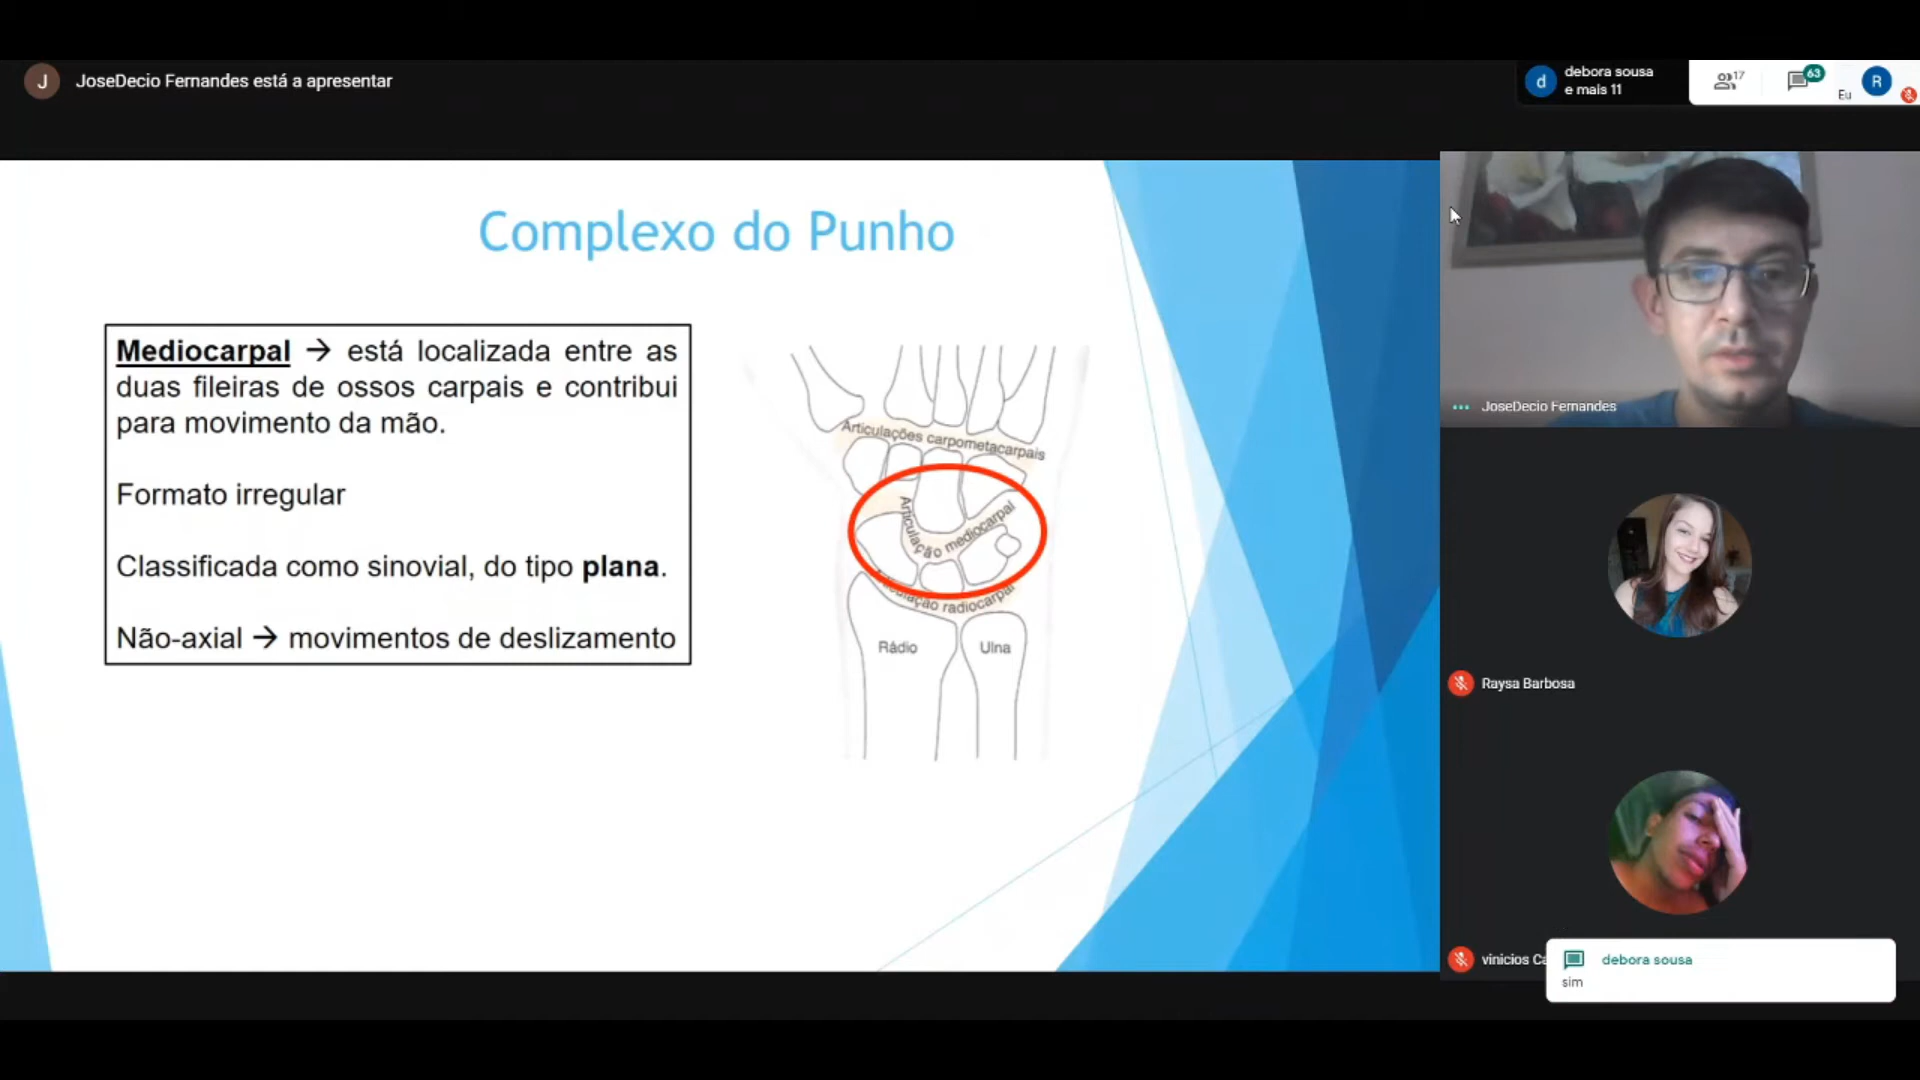 J
JoseDecio Fernandes está a apresentar
d
debora sousa
e mais 11
17
63
Eu
R
Complexo do Punho
Mediocarpal → está localizada entre as
duas fileiras de ossos carpais e contribui
para movimento da mão.
Formato irregular
Classificada como sinovial, do tipo plana.
Não-axial → movimentos de deslizamento
Articulações carpometacarpais
Articulação mediocarpal
radiocarpal
Rádio
Ulna
JoseDecio Fernandes
Raysa Barbosa
vinicios
debora sousa
sim